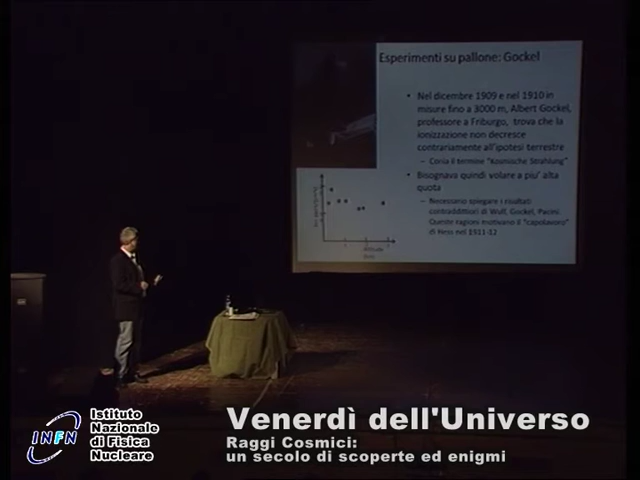 Esperimenti su pallone: Gockel
• Nel dicembre 1909 e nel 1910 in
misure fino a 3000 m, Albert Gockel,
professore a Friburgo, trova che la
ionizzazione non decresce
contrariamente all'ipotesi terrestre
– Conia il termine "Kosmische Strahlung"
• Bisognava quindi volare a piu' alta
quota
– Necessario spiegare i risultati
contraddittori di Wulf, Gockel, Pacini
Queste ragioni motivano il "capolavoro"
di Hess nel 1911-12
Altitude
INFN
Istituto
Nazionale
di Fisica
Nucleare
Venerdì dell'Universo
Raggi Cosmici:
un secolo di scoperte ed enigmi